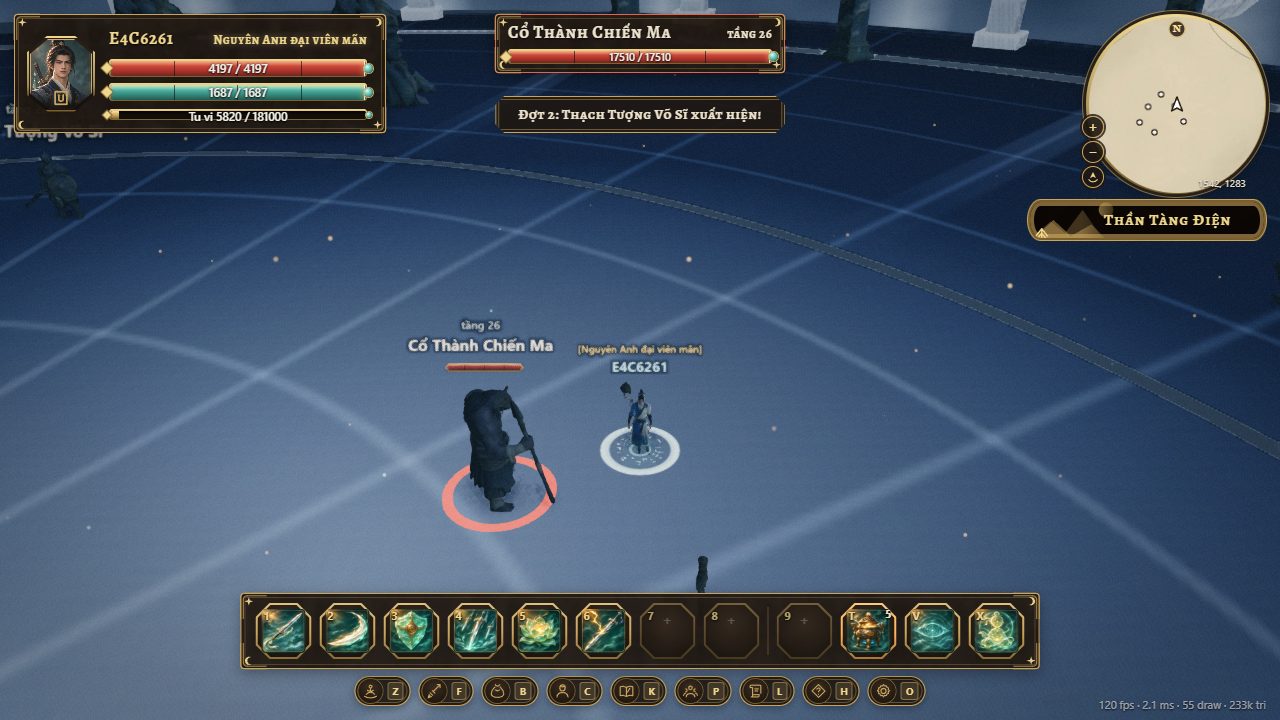 E4C6261
Nguyên Anh đại viên mãn
4197 / 4197
1687 / 1687
Tu vi 5820 / 181000
U
Cổ Thành Chiến Ma
tầng 26
17510 / 17510
Đợt 2: Thạch Tượng Võ Sĩ xuất hiện!
N
+
−
1542, 1283
Thần Tàng Điện
Tượng Võ Sĩ
tầng 26
Cổ Thành Chiến Ma
[Nguyên Anh đại viên mãn]
E4C6261
1 2 3 4 5 6 7 8 9 T 5 V X
Z F B C K P L H O
120 fps · 2.1 ms · 55 draw · 233k tri